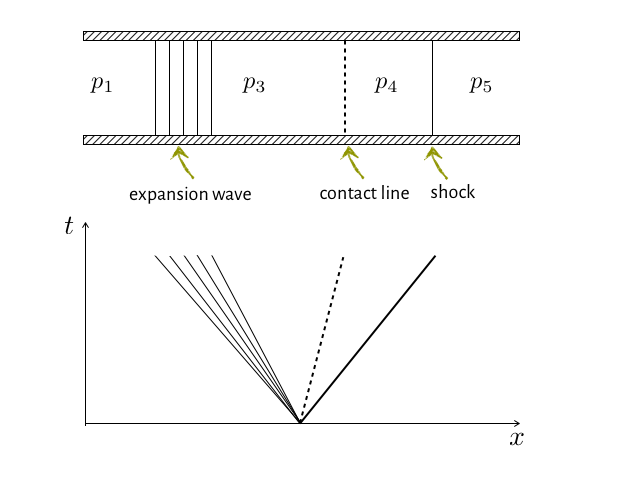 p₁ p₃ p₄ p₅
expansion wave contact line shock
t
x